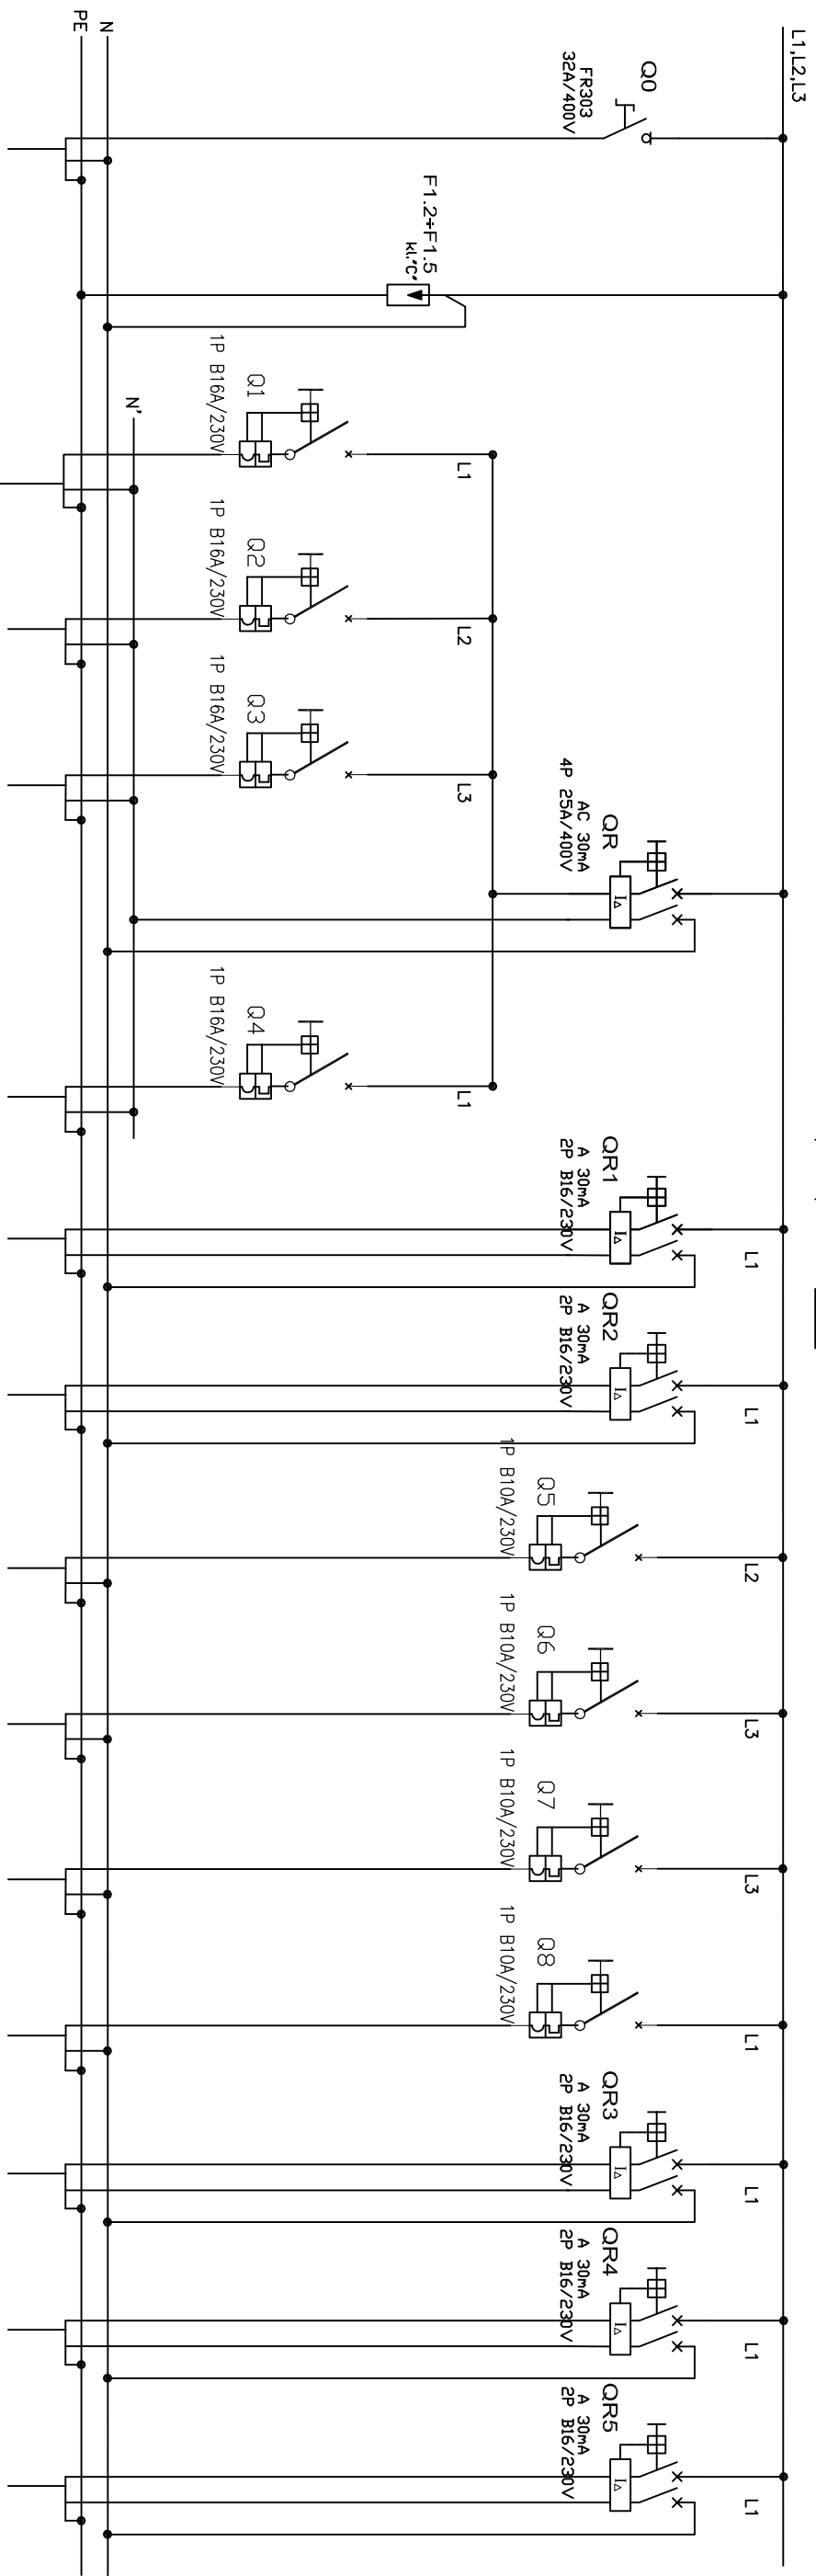 L1,L2,L3
N
PE
Q0
FR303
32A/400V
F1.2÷F1.5
kl."C"
Q1
1P B16A/230V
L1
N'
Q2
1P B16A/230V
L2
Q3
1P B16A/230V
L3
QR
AC 30mA
4P 25A/400V
I△
Q4
1P B16A/230V
L1
QR1
A 30mA
2P B16/230V
I△
L1
QR2
A 30mA
2P B16/230V
I△
L1
Q5
1P B10A/230V
L2
Q6
1P B10A/230V
L3
Q7
1P B10A/230V
L3
Q8
1P B10A/230V
L1
QR3
A 30mA
2P B16/230V
I△
L1
QR4
A 30mA
2P B16/230V
I△
L1
QR5
A 30mA
2P B16/230V
I△
L1